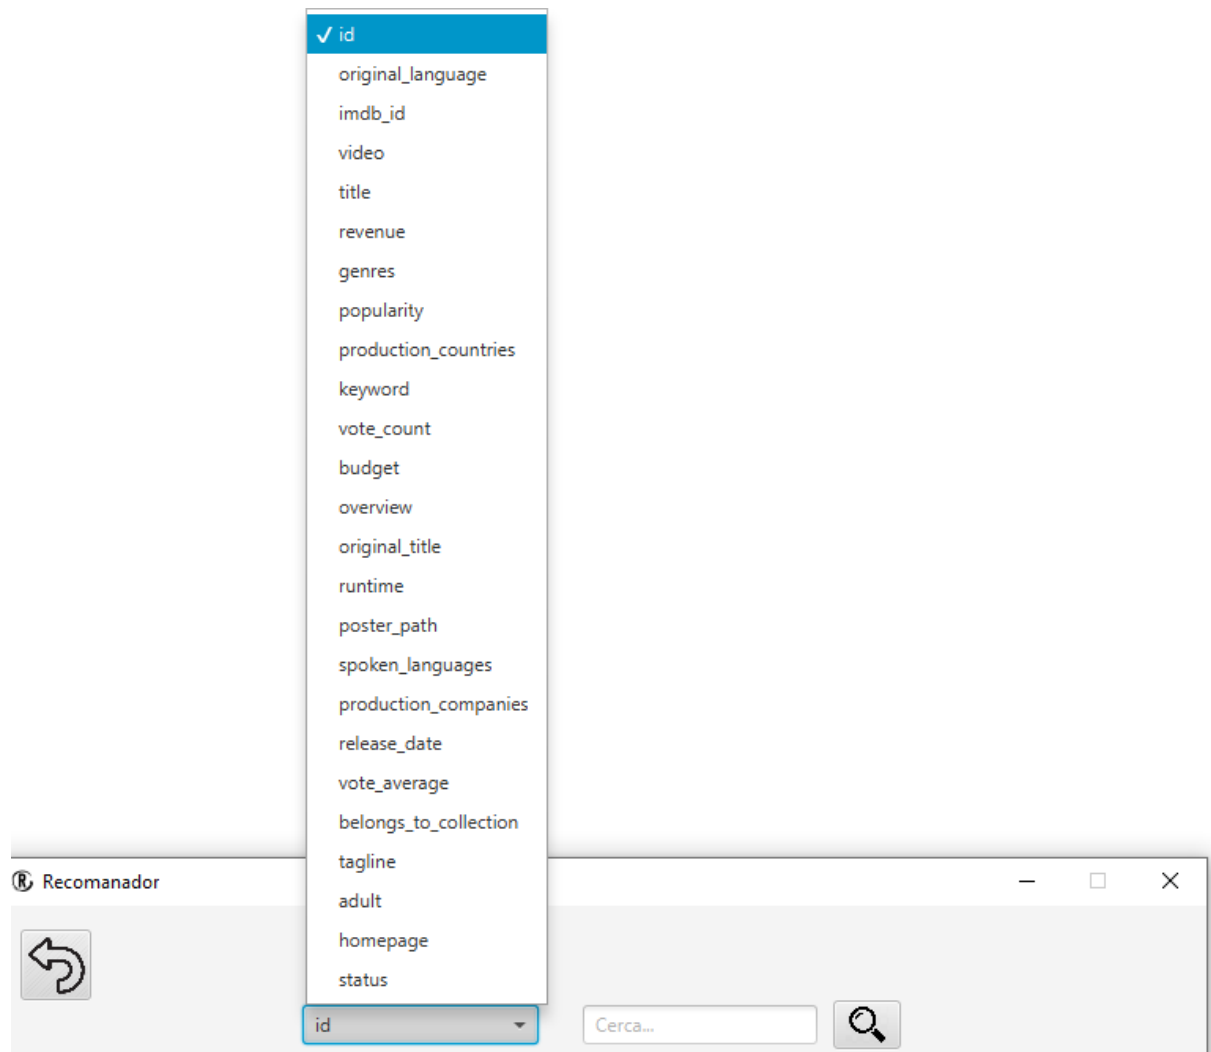 id
original_language
imdb_id
video
title
revenue
genres
popularity
production_countries
keyword
vote_count
budget
overview
original_title
runtime
poster_path
spoken_languages
production_companies
release_date
vote_average
belongs_to_collection
tagline
adult
homepage
status
Recomanador
id
Cerca...